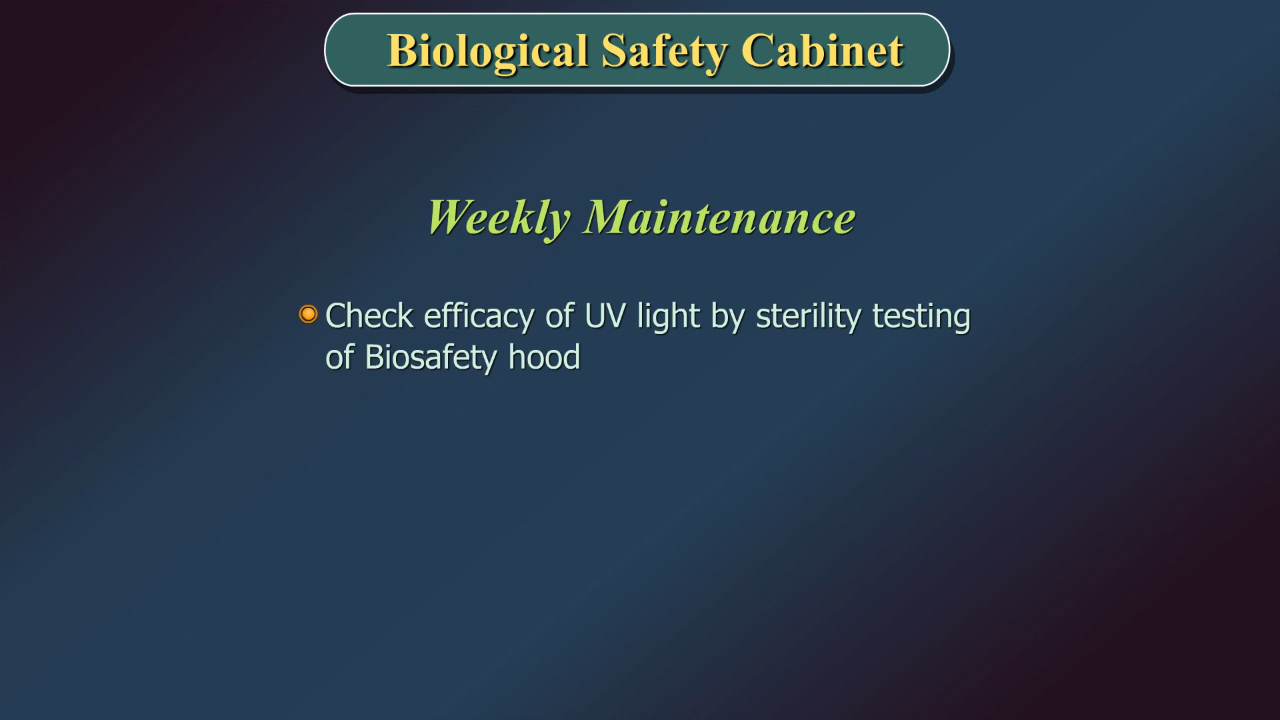 Biological Safety Cabinet
Weekly Maintenance
Check efficacy of UV light by sterility testing
of Biosafety hood